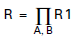 R = ∏ R1
A, B